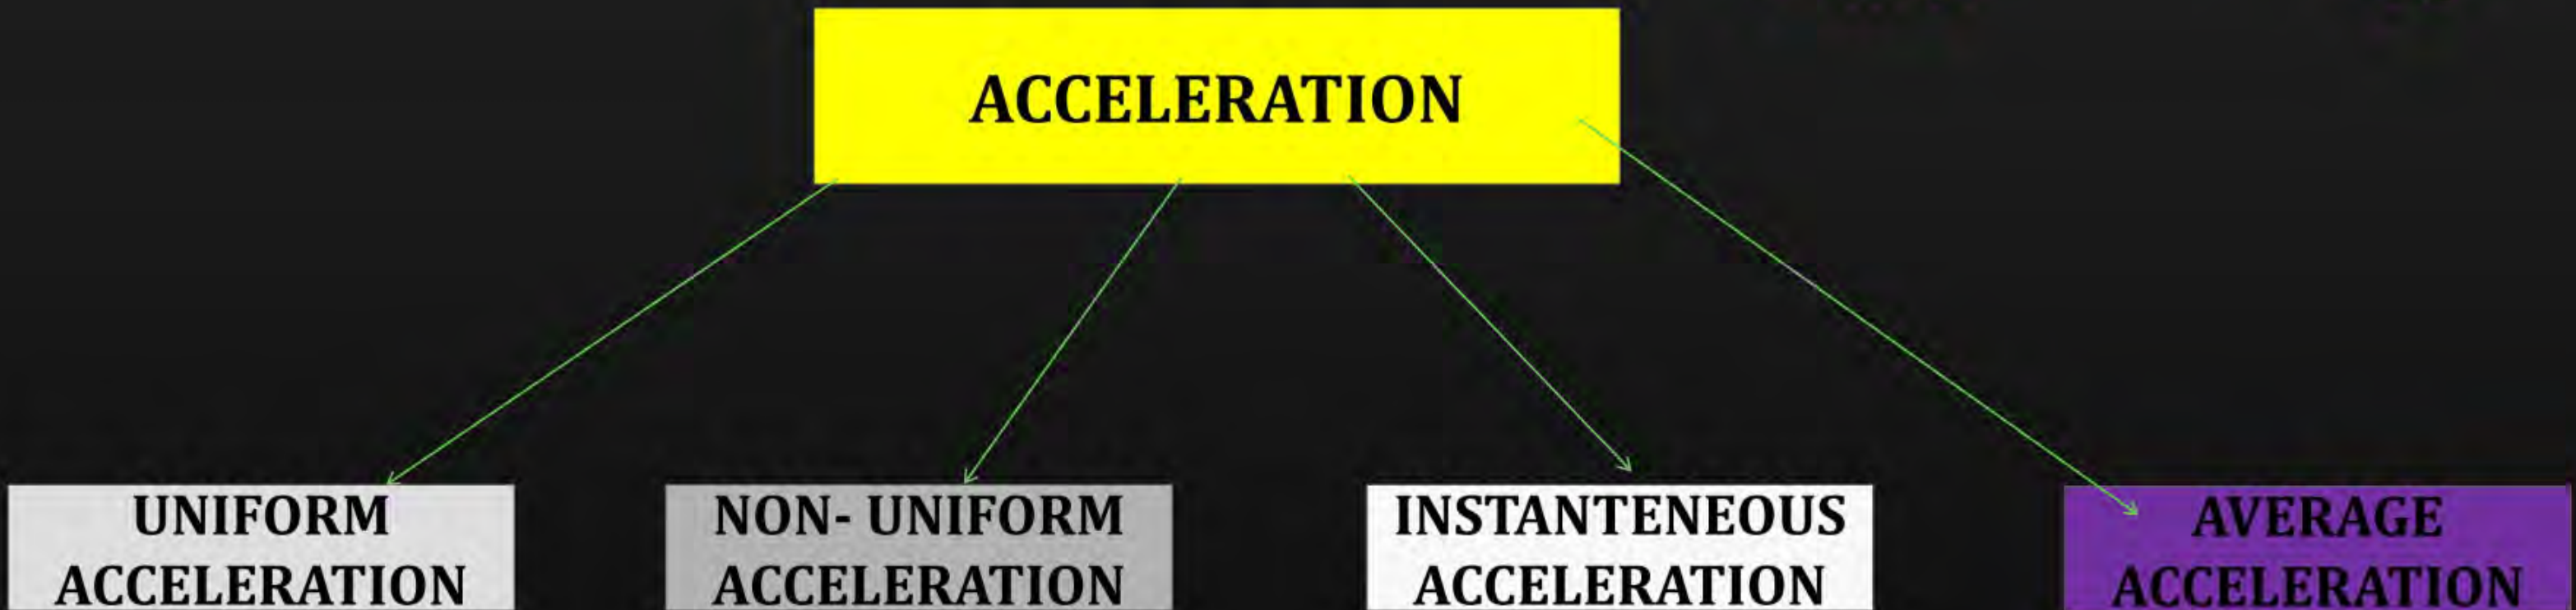 ACCELERATION
UNIFORM
ACCELERATION
NON- UNIFORM
ACCELERATION
INSTANTENEOUS
ACCELERATION
AVERAGE
ACCELERATION